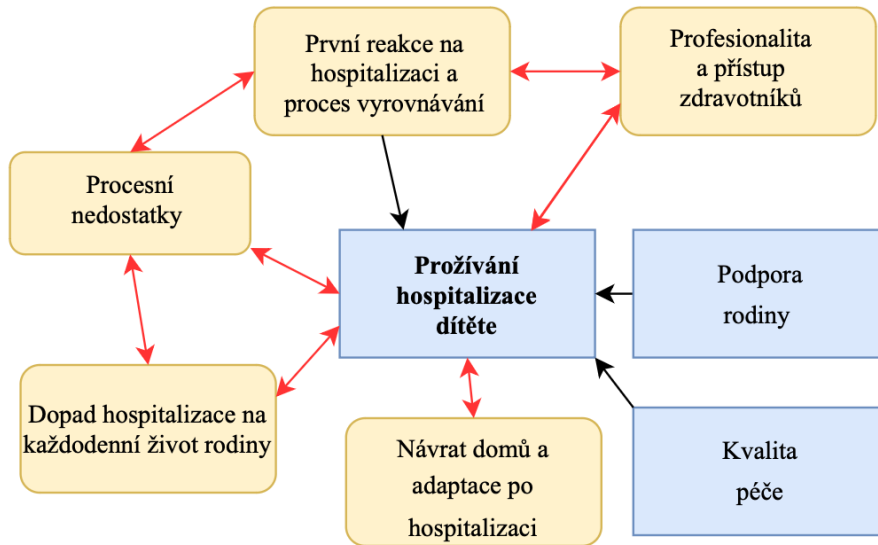 První reakce na
hospitalizaci a
proces vyrovnávání
Profesionalita
a přístup
zdravotníků
Procesní
nedostatky
Prožívání
hospitalizace
dítěte
Podpora
rodiny
Dopad hospitalizace na
každodenní život rodiny
Návrat domů a
adaptace po
hospitalizaci
Kvalita
péče